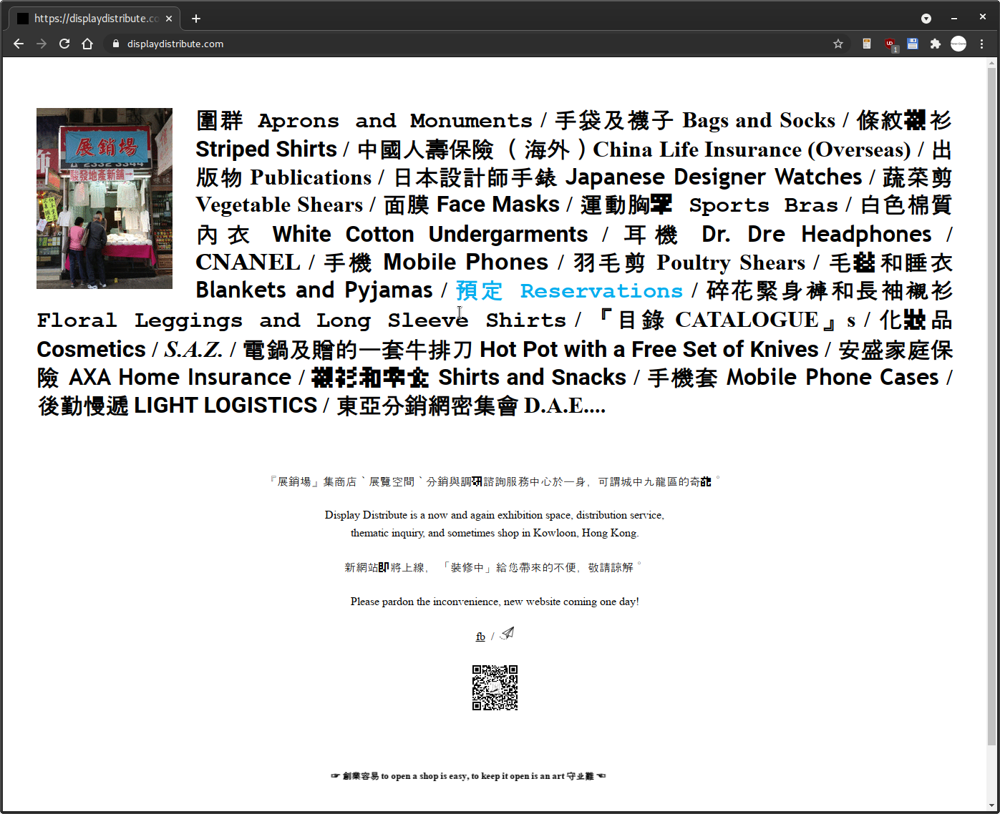 https://displaydistribute.co
displaydistribute.com
1
展銷場
2332 3344
駿發地產新舖
圍群 Aprons and Monuments / 手袋及襪子 Bags and Socks / 條紋襯衫
Striped Shirts / 中國人壽保險 （ 海外 ) China Life Insurance (Overseas) / 出
版物 Publications / 日本設計師手錶 Japanese Designer Watches / 蔬菜剪
Vegetable Shears / 面膜 Face Masks / 運動胸罩 Sports Bras / 白色棉質
內衣 White Cotton Undergarments / 耳機 Dr. Dre Headphones /
CNANEL / 手機 Mobile Phones / 羽毛剪 Poultry Shears / 毛毯和睡衣
Blankets and Pyjamas / 預定 Reservations / 碎花緊身褲和長袖襯衫
Floral Leggings and Long Sleeve Shirts / 『目錄 CATALOGUE』s / 化妝品
Cosmetics / S.A.Z. / 電鍋及贈的一套牛排刀 Hot Pot with a Free Set of Knives / 安盛家庭保
險 AXA Home Insurance / 襯衫和零食 Shirts and Snacks / 手機套 Mobile Phone Cases /
後勤慢遞 LIGHT LOGISTICS / 東亞分銷網密集會 D.A.E....
『展銷場』集商店、展覽空間、分銷與調研諮詢服務中心於一身，可謂城中九龍區的奇葩。
Display Distribute is a now and again exhibition space, distribution service,
thematic inquiry, and sometimes shop in Kowloon, Hong Kong.
新網站即將上線，「裝修中」給您帶來的不便，敬請諒解。
Please pardon the inconvenience, new website coming one day!
fb /
☞ 創業容易 to open a shop is easy, to keep it open is an art 守业難 ☜